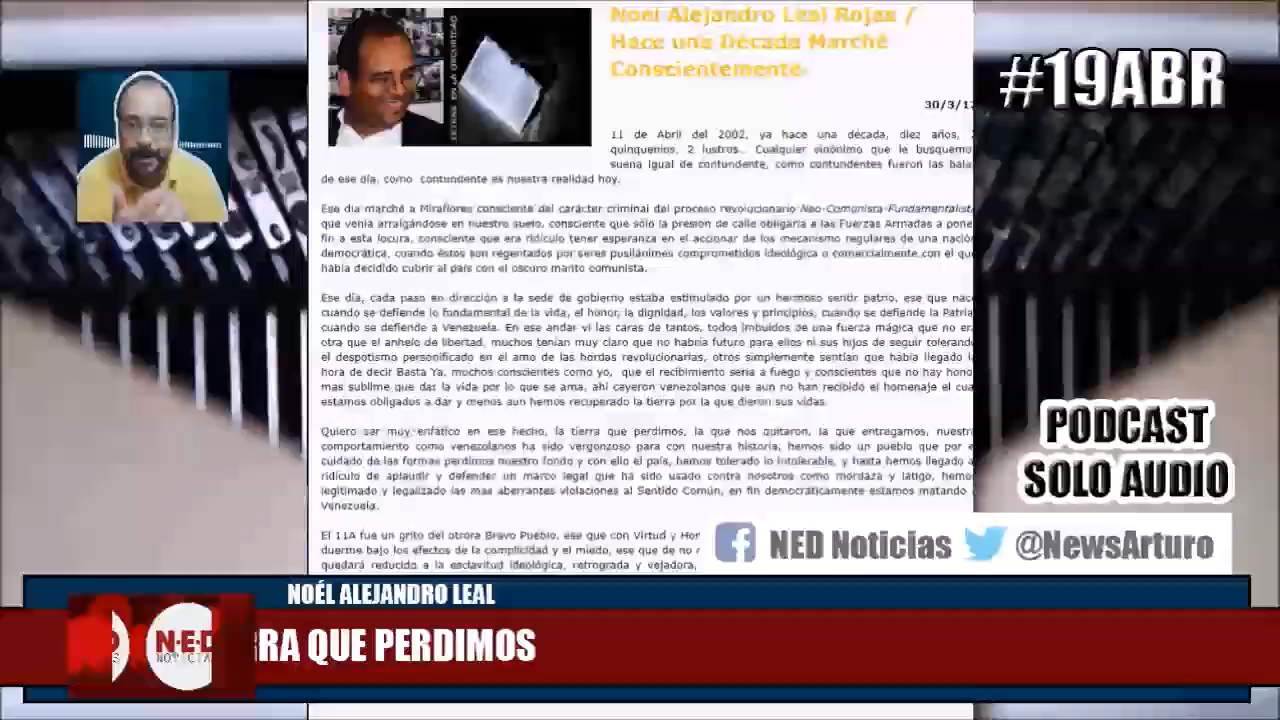 Noel Alejandro Leal Rojas /
Hace una Década Marché
Conscientemente
30/3/12
LETRAS EN LA OSCURIDAD
11 de Abril del 2002, ya hace una década, diez años, 2
quinquenios, 2 lustros... Cualquier sinónimo que le busquemos
suena igual de contundente, como contundentes fueron las balas
de ese día, como contundente es nuestra realidad hoy.
Ese día marché a Miraflores consciente del carácter criminal del proceso revolucionario Neo-Comunista-Fundamentalist
que venía arraigándose en nuestro suelo, consciente que sólo la presión de calle obligaría a las Fuerzas Armadas a pone
fin a esta locura, consciente que era ridículo tener esperanza en el accionar de los mecanismo regulares de una nació
democrática, cuando éstos son regentados por seres pusilánimes comprometidos ideológica o comercialmente con el qu
había decidido cubrir al país con el oscuro manto comunista.
Ese día, cada paso en dirección a la sede de gobierno estaba estimulado por un hermoso sentir patrio, ese que nac
cuando se defiende lo fundamental de la vida, el honor, la dignidad, los valores y principios, cuando se defiende la Patria
cuando se defiende a Venezuela. En ese andar vi las caras de tantos, todos imbuidos de una fuerza mágica que no er
otra que el anhelo de libertad, muchos tenían muy claro que no habría futuro para ellos ni sus hijos de seguir tolerand
el despotismo personificado en el amo de las hordas revolucionarias, otros simplemente sentían que había llegado l
hora de decir Basta Ya, muchos conscientes como yo, que el recibimiento sería a fuego y conscientes que no hay hono
mas sublime que dar la vida por lo que se ama, ahí cayeron venezolanos que aun no han recibido el homenaje el cua
estamos obligados a dar y menos aun hemos recuperado la tierra por la que dieron sus vidas.
Quiero ser muy enfático en ese hecho, la tierra que perdimos, la que nos quitaron, la que entregamos, nuestr
comportamiento como venezolanos ha sido vergonzoso para con nuestra historia, hemos sido un pueblo que por e
cuidado de las formas perdimos nuestro fondo y con ello el país, hemos tolerado lo intolerable, y hasta hemos llegado a
ridículo de aplaudir y defender un marco legal que ha sido usado contra nosotros como mordaza y látigo, hemo
legitimado y legalizado las mas aberrantes violaciones al Sentido Común, en fin democráticamente estamos matando
Venezuela.
El 11A fue un grito del otrora Bravo Pueblo, ese que con Virtud y Hon
duerme bajo los efectos de la complicidad y el miedo, ese que de no r
quedará reducido a la esclavitud ideológica, retrograda y vejadora,
#19ABR
PODCAST
SOLO AUDIO
NED Noticias @NewsArturo
NOÉL ALEJANDRO LEAL
RRA QUE PERDIMOS
N·E·D
NOTICIA